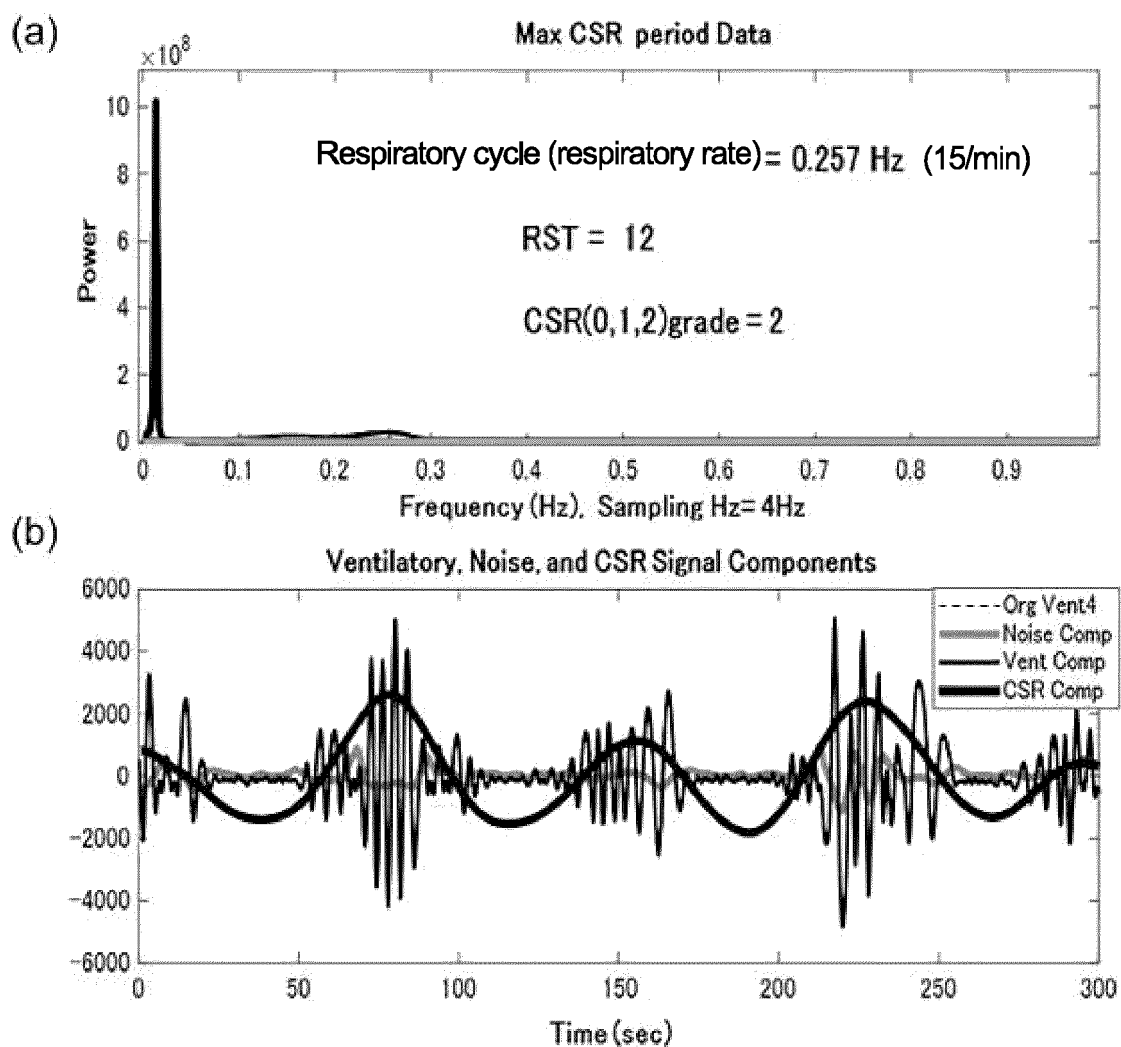 (a)
Max CSR period Data
×10⁸
10
8
6
4
2
0
Power
Respiratory cycle (respiratory rate) = 0.257 Hz (15/min)
RST = 12
CSR(0,1,2)grade = 2
0 0.1 0.2 0.3 0.4 0.5 0.6 0.7 0.8 0.9
Frequency (Hz), Sampling Hz= 4Hz
(b)
Ventilatory, Noise, and CSR Signal Components
6000
4000
2000
0
-2000
-4000
-6000
Org Vent4
Noise Comp
Vent Comp
CSR Comp
0 50 100 150 200 250 300
Time (sec)